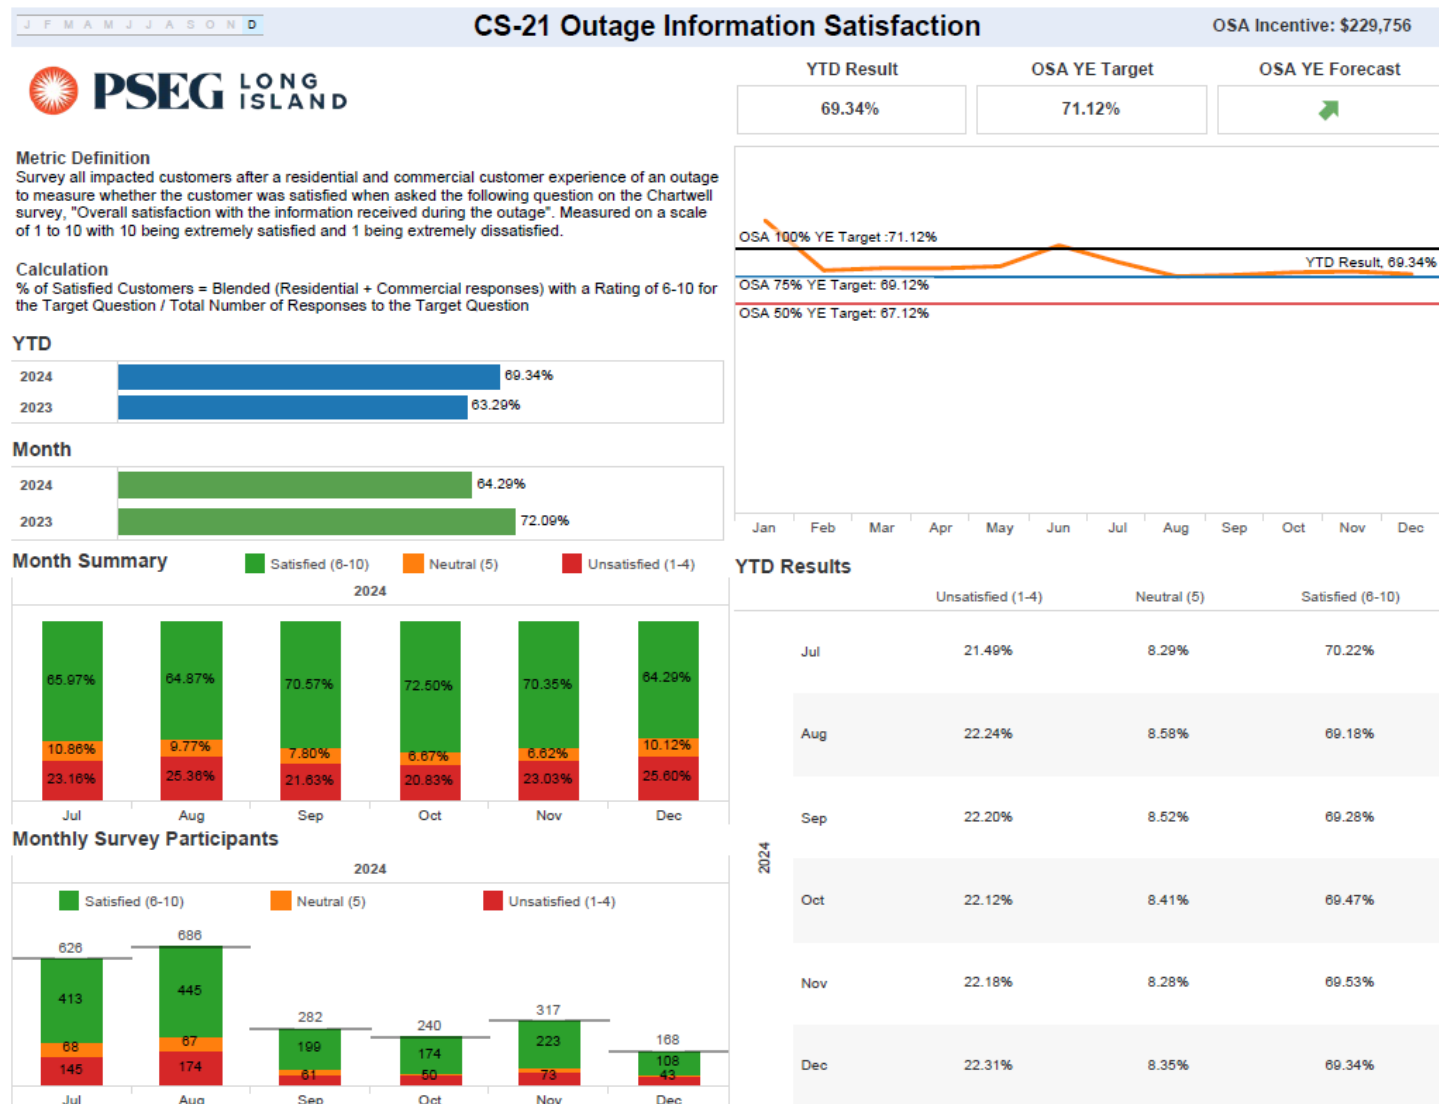 J F M A M J J A S O N D
CS-21 Outage Information Satisfaction
OSA Incentive: $229,756
PSEG LONG ISLAND
YTD Result
OSA YE Target
OSA YE Forecast
69.34%
71.12%
Metric Definition
Survey all impacted customers after a residential and commercial customer experience of an outage
to measure whether the customer was satisfied when asked the following question on the Chartwell
survey, "Overall satisfaction with the information received during the outage". Measured on a scale
of 1 to 10 with 10 being extremely satisfied and 1 being extremely dissatisfied.
Calculation
% of Satisfied Customers = Blended (Residential + Commercial responses) with a Rating of 6-10 for
the Target Question / Total Number of Responses to the Target Question
OSA 100% YE Target :71.12%
YTD Result, 69.34%
OSA 75% YE Target: 69.12%
OSA 50% YE Target: 67.12%
Jan Feb Mar Apr May Jun Jul Aug Sep Oct Nov Dec
YTD
2024 69.34%
2023 63.29%
Month
2024 64.29%
2023 72.09%
Month Summary
Satisfied (6-10) Neutral (5) Unsatisfied (1-4)
2024
65.97% 64.87% 70.57% 72.50% 70.35% 64.29%
10.86% 9.77% 7.80% 6.67% 6.62% 10.12%
23.16% 25.36% 21.63% 20.83% 23.03% 25.60%
Jul Aug Sep Oct Nov Dec
Monthly Survey Participants
2024
Satisfied (6-10) Neutral (5) Unsatisfied (1-4)
626 686 282 240 317 168
413 445 199 174 223 108
68 67
145 174 61 50 73 43
Jul Aug Sep Oct Nov Dec
YTD Results
Unsatisfied (1-4) Neutral (5) Satisfied (6-10)
2024
Jul 21.49% 8.29% 70.22%
Aug 22.24% 8.58% 69.18%
Sep 22.20% 8.52% 69.28%
Oct 22.12% 8.41% 69.47%
Nov 22.18% 8.28% 69.53%
Dec 22.31% 8.35% 69.34%